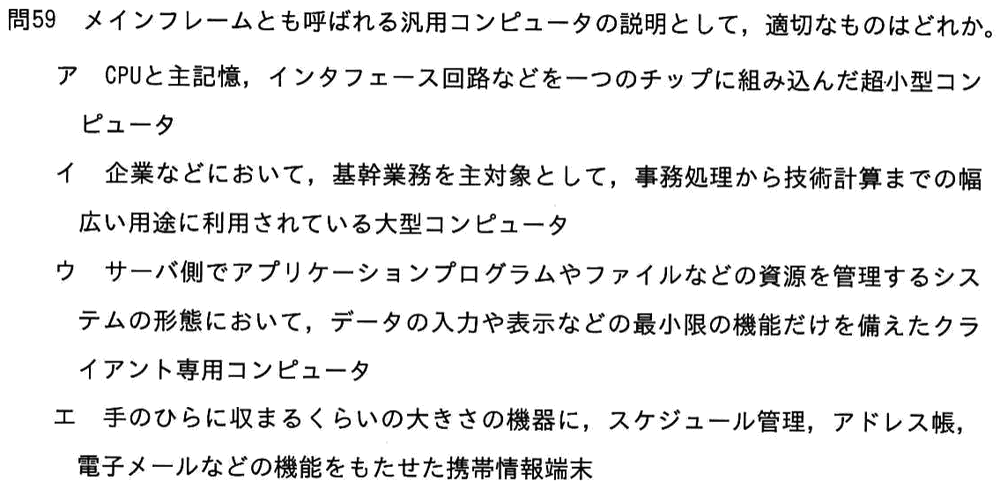 問59　メインフレームとも呼ばれる汎用コンピュータの説明として，適切なものはどれか。
ア　CPUと主記憶，インタフェース回路などを一つのチップに組み込んだ超小型コン
ピュータ
イ　企業などにおいて，基幹業務を主対象として，事務処理から技術計算までの幅
広い用途に利用されている大型コンピュータ
ウ　サーバ側でアプリケーションプログラムやファイルなどの資源を管理するシス
テムの形態において，データの入力や表示などの最小限の機能だけを備えたクラ
イアント専用コンピュータ
エ　手のひらに収まるくらいの大きさの機器に，スケジュール管理，アドレス帳，
電子メールなどの機能をもたせた携帯情報端末